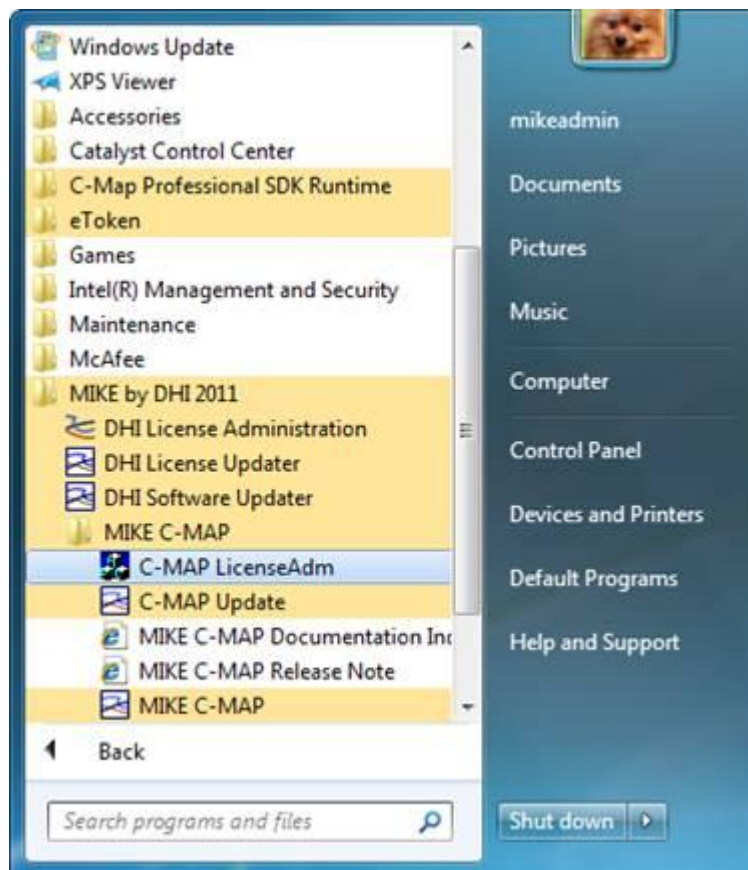 Windows Update
XPS Viewer
Accessories
Catalyst Control Center
C-Map Professional SDK Runtime
eToken
Games
Intel(R) Management and Security
Maintenance
McAfee
MIKE by DHI 2011
DHI License Administration
DHI License Updater
DHI Software Updater
MIKE C-MAP
C-MAP LicenseAdm
C-MAP Update
MIKE C-MAP Documentation Inc
MIKE C-MAP Release Note
MIKE C-MAP
Back
Search programs and files
mikeadmin
Documents
Pictures
Music
Computer
Control Panel
Devices and Printers
Default Programs
Help and Support
Shut down